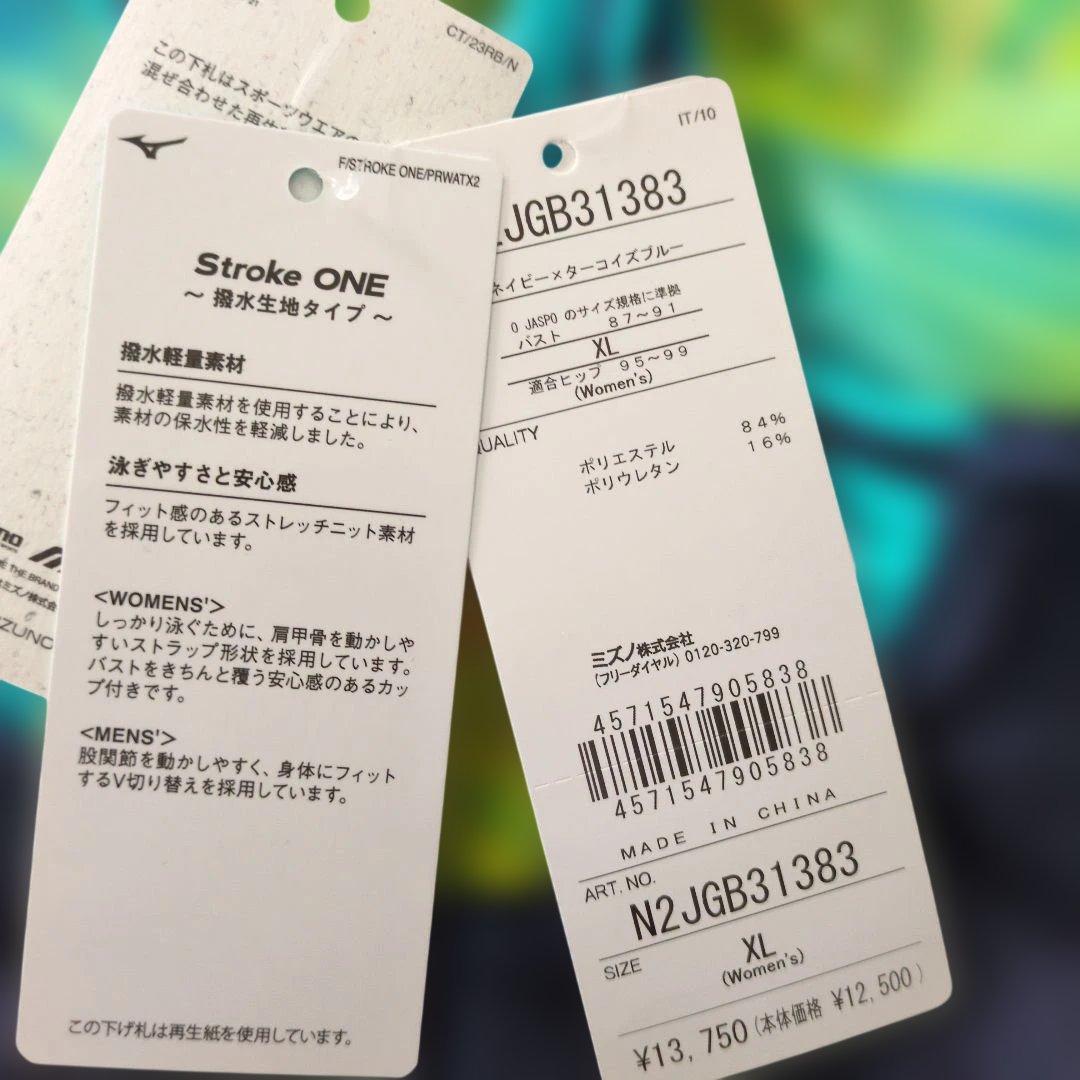 CT/23RB/N
この下札はスポーツウエアの
混ぜ合わせた再生
THE BRAND
ミズノ株式会
F/STROKE ONE/PRWATX2
Stroke ONE
~ 撥水生地タイプ ~
撥水軽量素材
撥水軽量素材を使用することにより、
素材の保水性を軽減しました。
泳ぎやすさと安心感
フィット感のあるストレッチニット素材
を採用しています。
<WOMENS'>
しっかり泳ぐために、肩甲骨を動かしや
すいストラップ形状を採用しています。
バストをきちんと覆う安心感のあるカッ
プ付きです。
<MENS'>
股関節を動かしやすく、身体にフィット
するV切り替えを採用しています。
この下げ札は再生紙を使用しています。
IT/10
JGB31383
ネイビー×ターコイズブルー
O JASPO のサイズ規格に準拠
バスト 87~91
XL
適合ヒップ 95~99
(Women's)
QUALITY
ポリエステル 84%
ポリウレタン 16%
ミズノ株式会社
(フリーダイヤル) 0120-320-799
4571547905838
4571547905838
MADE IN CHINA
ART. NO.
N2JGB31383
SIZE XL
(Women's)
¥13,750 (本体価格 ¥12,500)